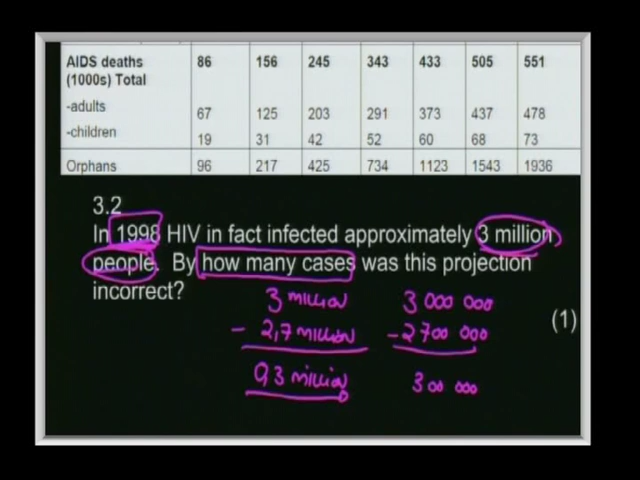 AIDS deaths 86 156 245 343 433 505 551
(1000s) Total
-adults 67 125 203 291 373 437 478
-children 19 31 42 52 60 68 73
Orphans 96 217 425 734 1123 1543 1936
3.2
In 1998 HIV in fact infected approximately 3 million
people. By how many cases was this projection
incorrect?
(1)
3 million 3 000 000
- 2,7 million - 2700 000
0,3 million 300 000